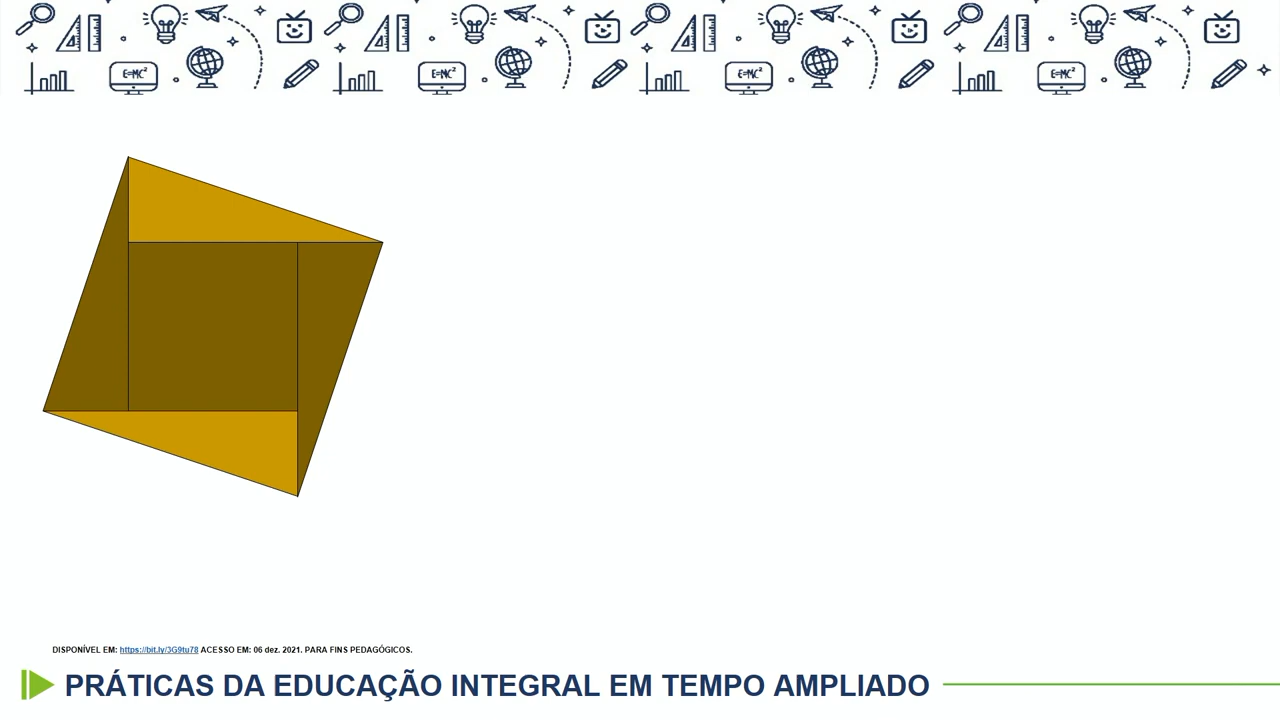 E=MC²
E=MC²
E=MC²
E=MC²
DISPONÍVEL EM: https://bit.ly/3G9tu78 ACESSO EM: 06 dez. 2021. PARA FINS PEDAGÓGICOS.
PRÁTICAS DA EDUCAÇÃO INTEGRAL EM TEMPO AMPLIADO